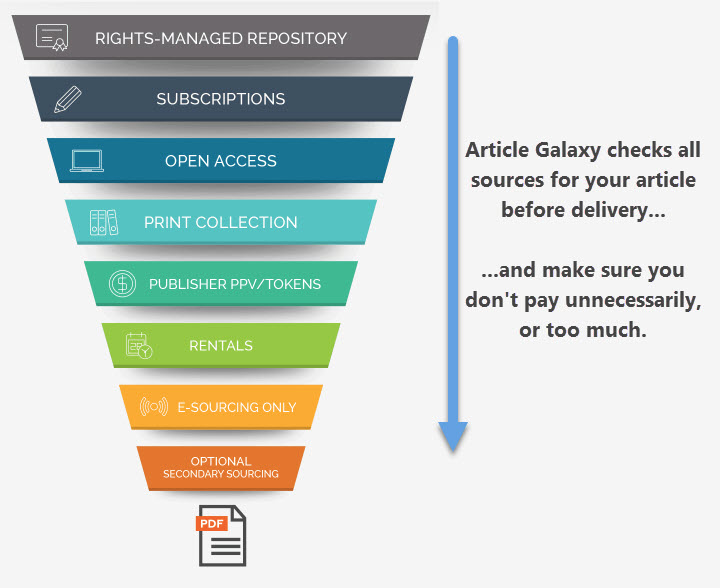 RIGHTS-MANAGED REPOSITORY
SUBSCRIPTIONS
OPEN ACCESS
PRINT COLLECTION
PUBLISHER PPV/TOKENS
RENTALS
E-SOURCING ONLY
OPTIONAL
SECONDARY SOURCING
PDF
Article Galaxy checks all
sources for your article
before delivery...
...and make sure you
don't pay unnecessarily,
or too much.